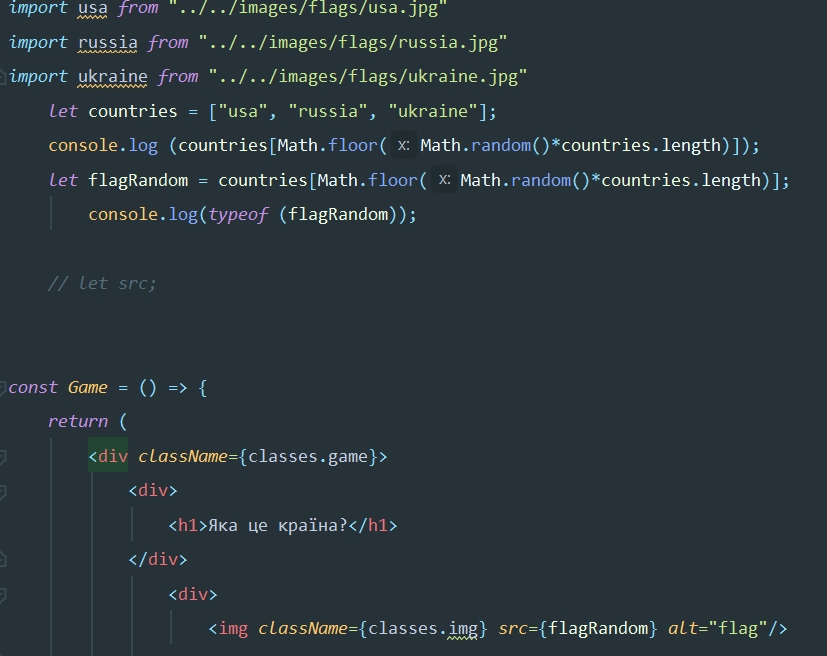 import usa from "../../images/flags/usa.jpg"
import russia from "../../images/flags/russia.jpg"
import ukraine from "../../images/flags/ukraine.jpg"
let countries = ["usa", "russia", "ukraine"];
console.log (countries[Math.floor( x: Math.random()*countries.length)]);
let flagRandom = countries[Math.floor( x: Math.random()*countries.length)];
console.log(typeof (flagRandom));
// let src;
const Game = () => {
return (
<div className={classes.game}>
<div>
<h1>Яка це країна?</h1>
</div>
<div>
<img className={classes.img} src={flagRandom} alt="flag"/>